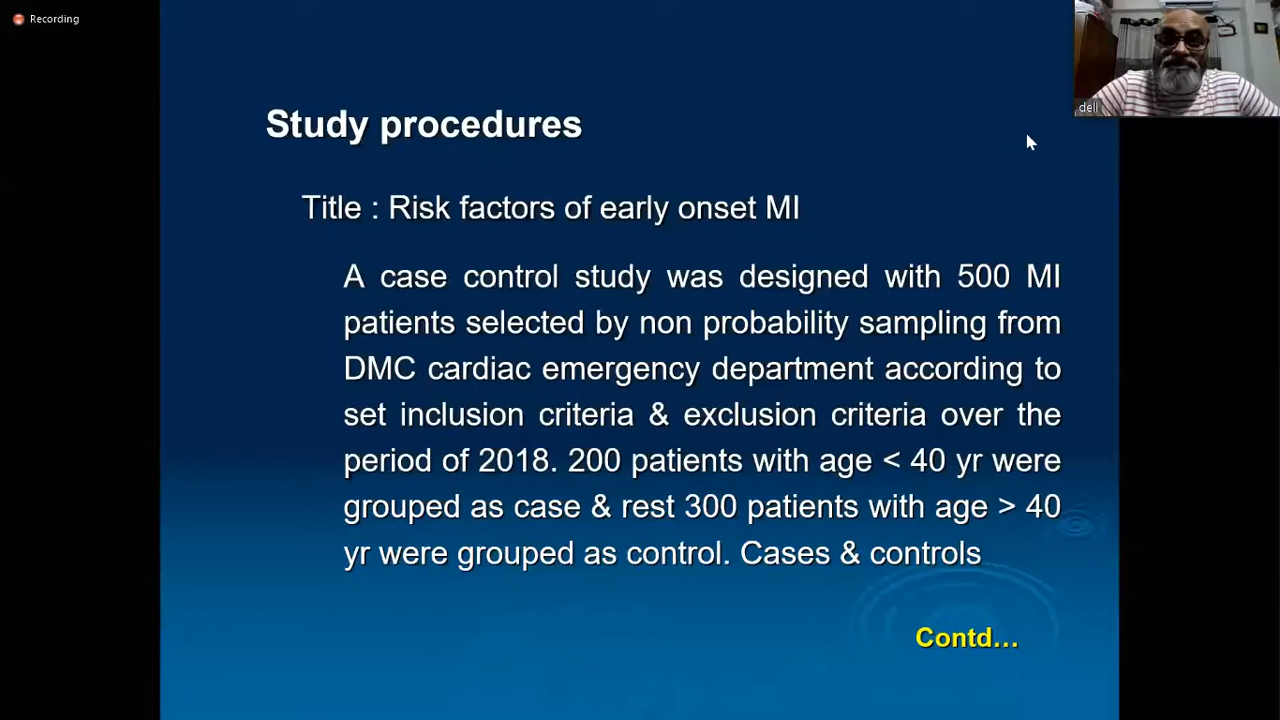 Recording
dell
Study procedures
Title : Risk factors of early onset MI
A case control study was designed with 500 MI
patients selected by non probability sampling from
DMC cardiac emergency department according to
set inclusion criteria & exclusion criteria over the
period of 2018. 200 patients with age < 40 yr were
grouped as case & rest 300 patients with age > 40
yr were grouped as control. Cases & controls
Contd...